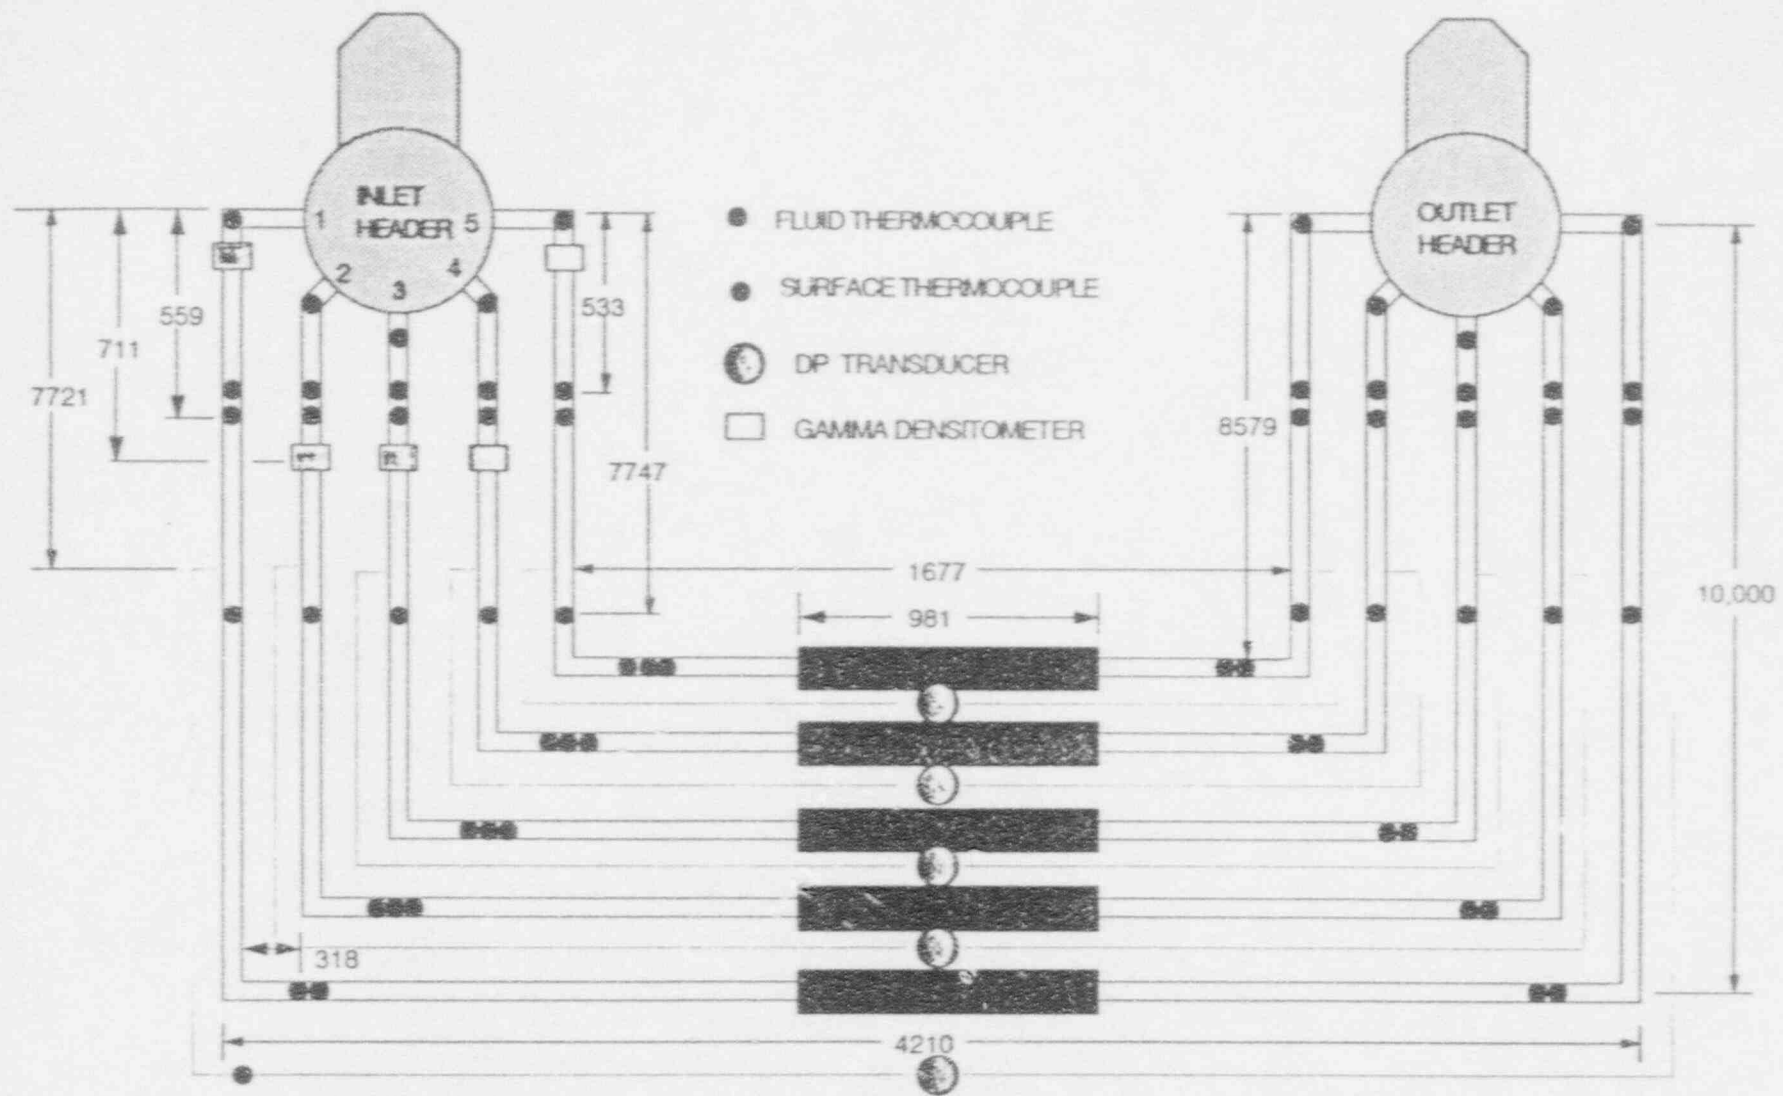 INLET
HEADER
1
2
3
4
5
OUTLET
HEADER
FLUID THERMOCOUPLE
SURFACE THERMOCOUPLE
DP TRANSDUCER
GAMMA DENSITOMETER
559
711
7721
533
7747
8579
10,000
1677
981
318
4210